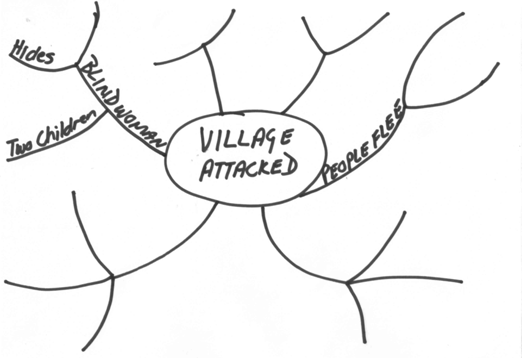 VILLAGE
ATTACKED
BLIND WOMAN
Hides
Two Children
PEOPLE FLEE